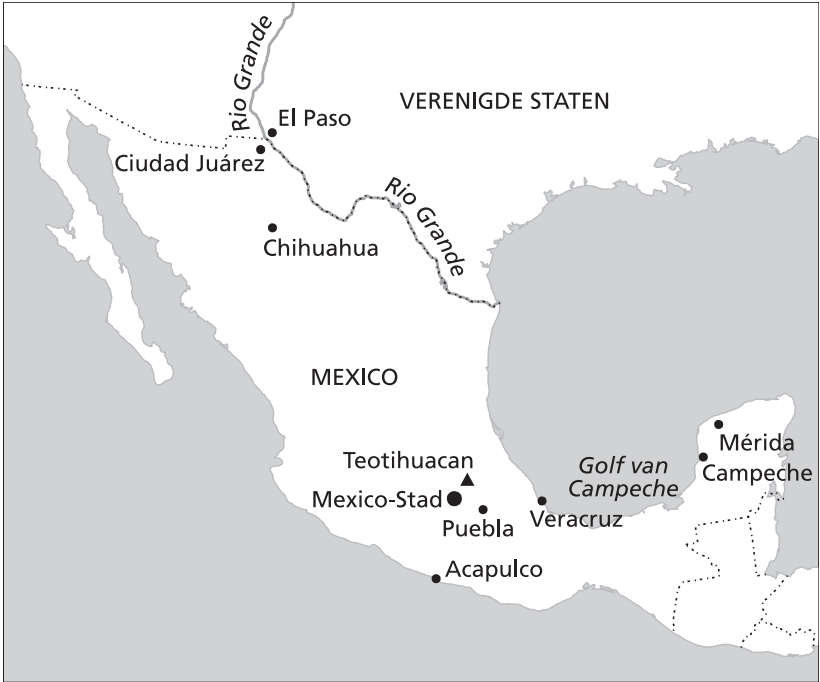 Rio Grande
El Paso
VERENIGDE STATEN
Ciudad Juárez
Rio Grande
Chihuahua
MEXICO
Mérida
Teotihuacan
Golf van
Campeche
Campeche
Mexico-Stad
Puebla
Veracruz
Acapulco